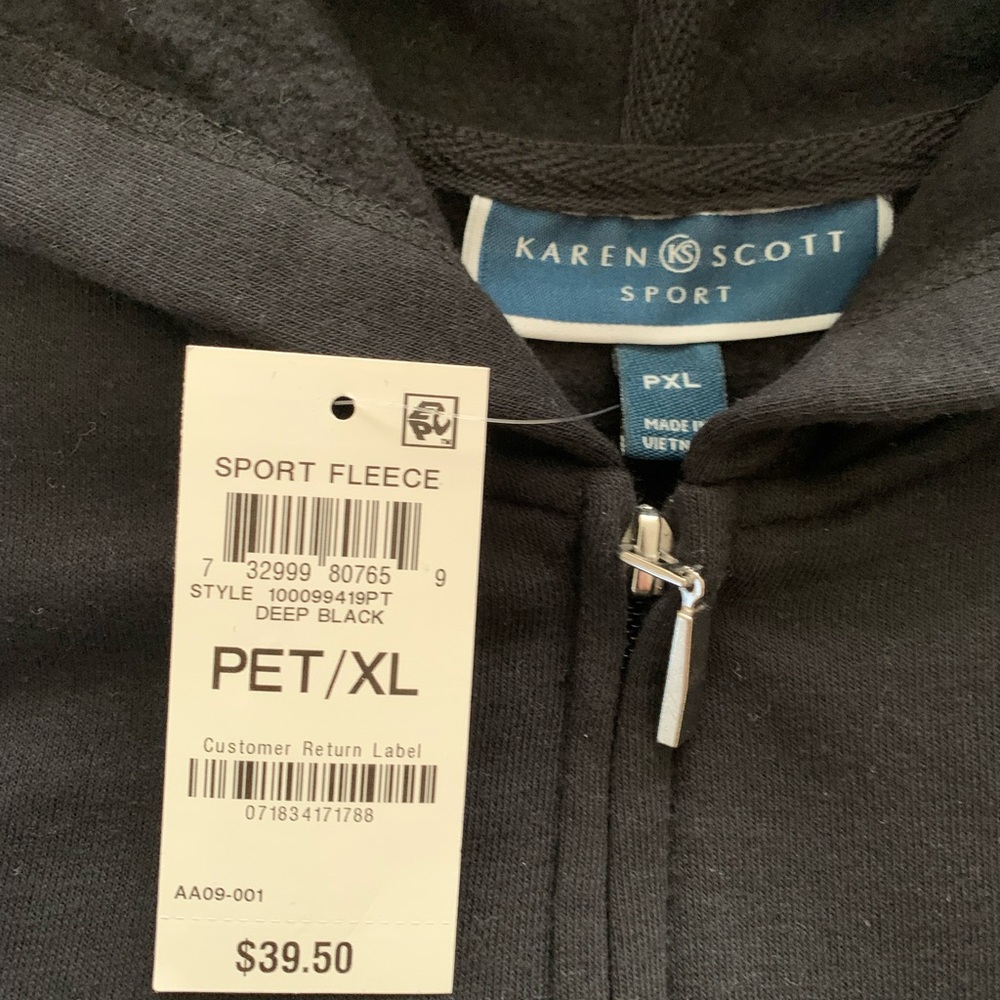 KAREN KS SCOTT
SPORT
PXL
MADE IN
VIETN
SPORT FLEECE
7 32999 80765 9
STYLE 100099419PT
DEEP BLACK
PET/XL
Customer Return Label
071834171788
AA09-001
$39.50